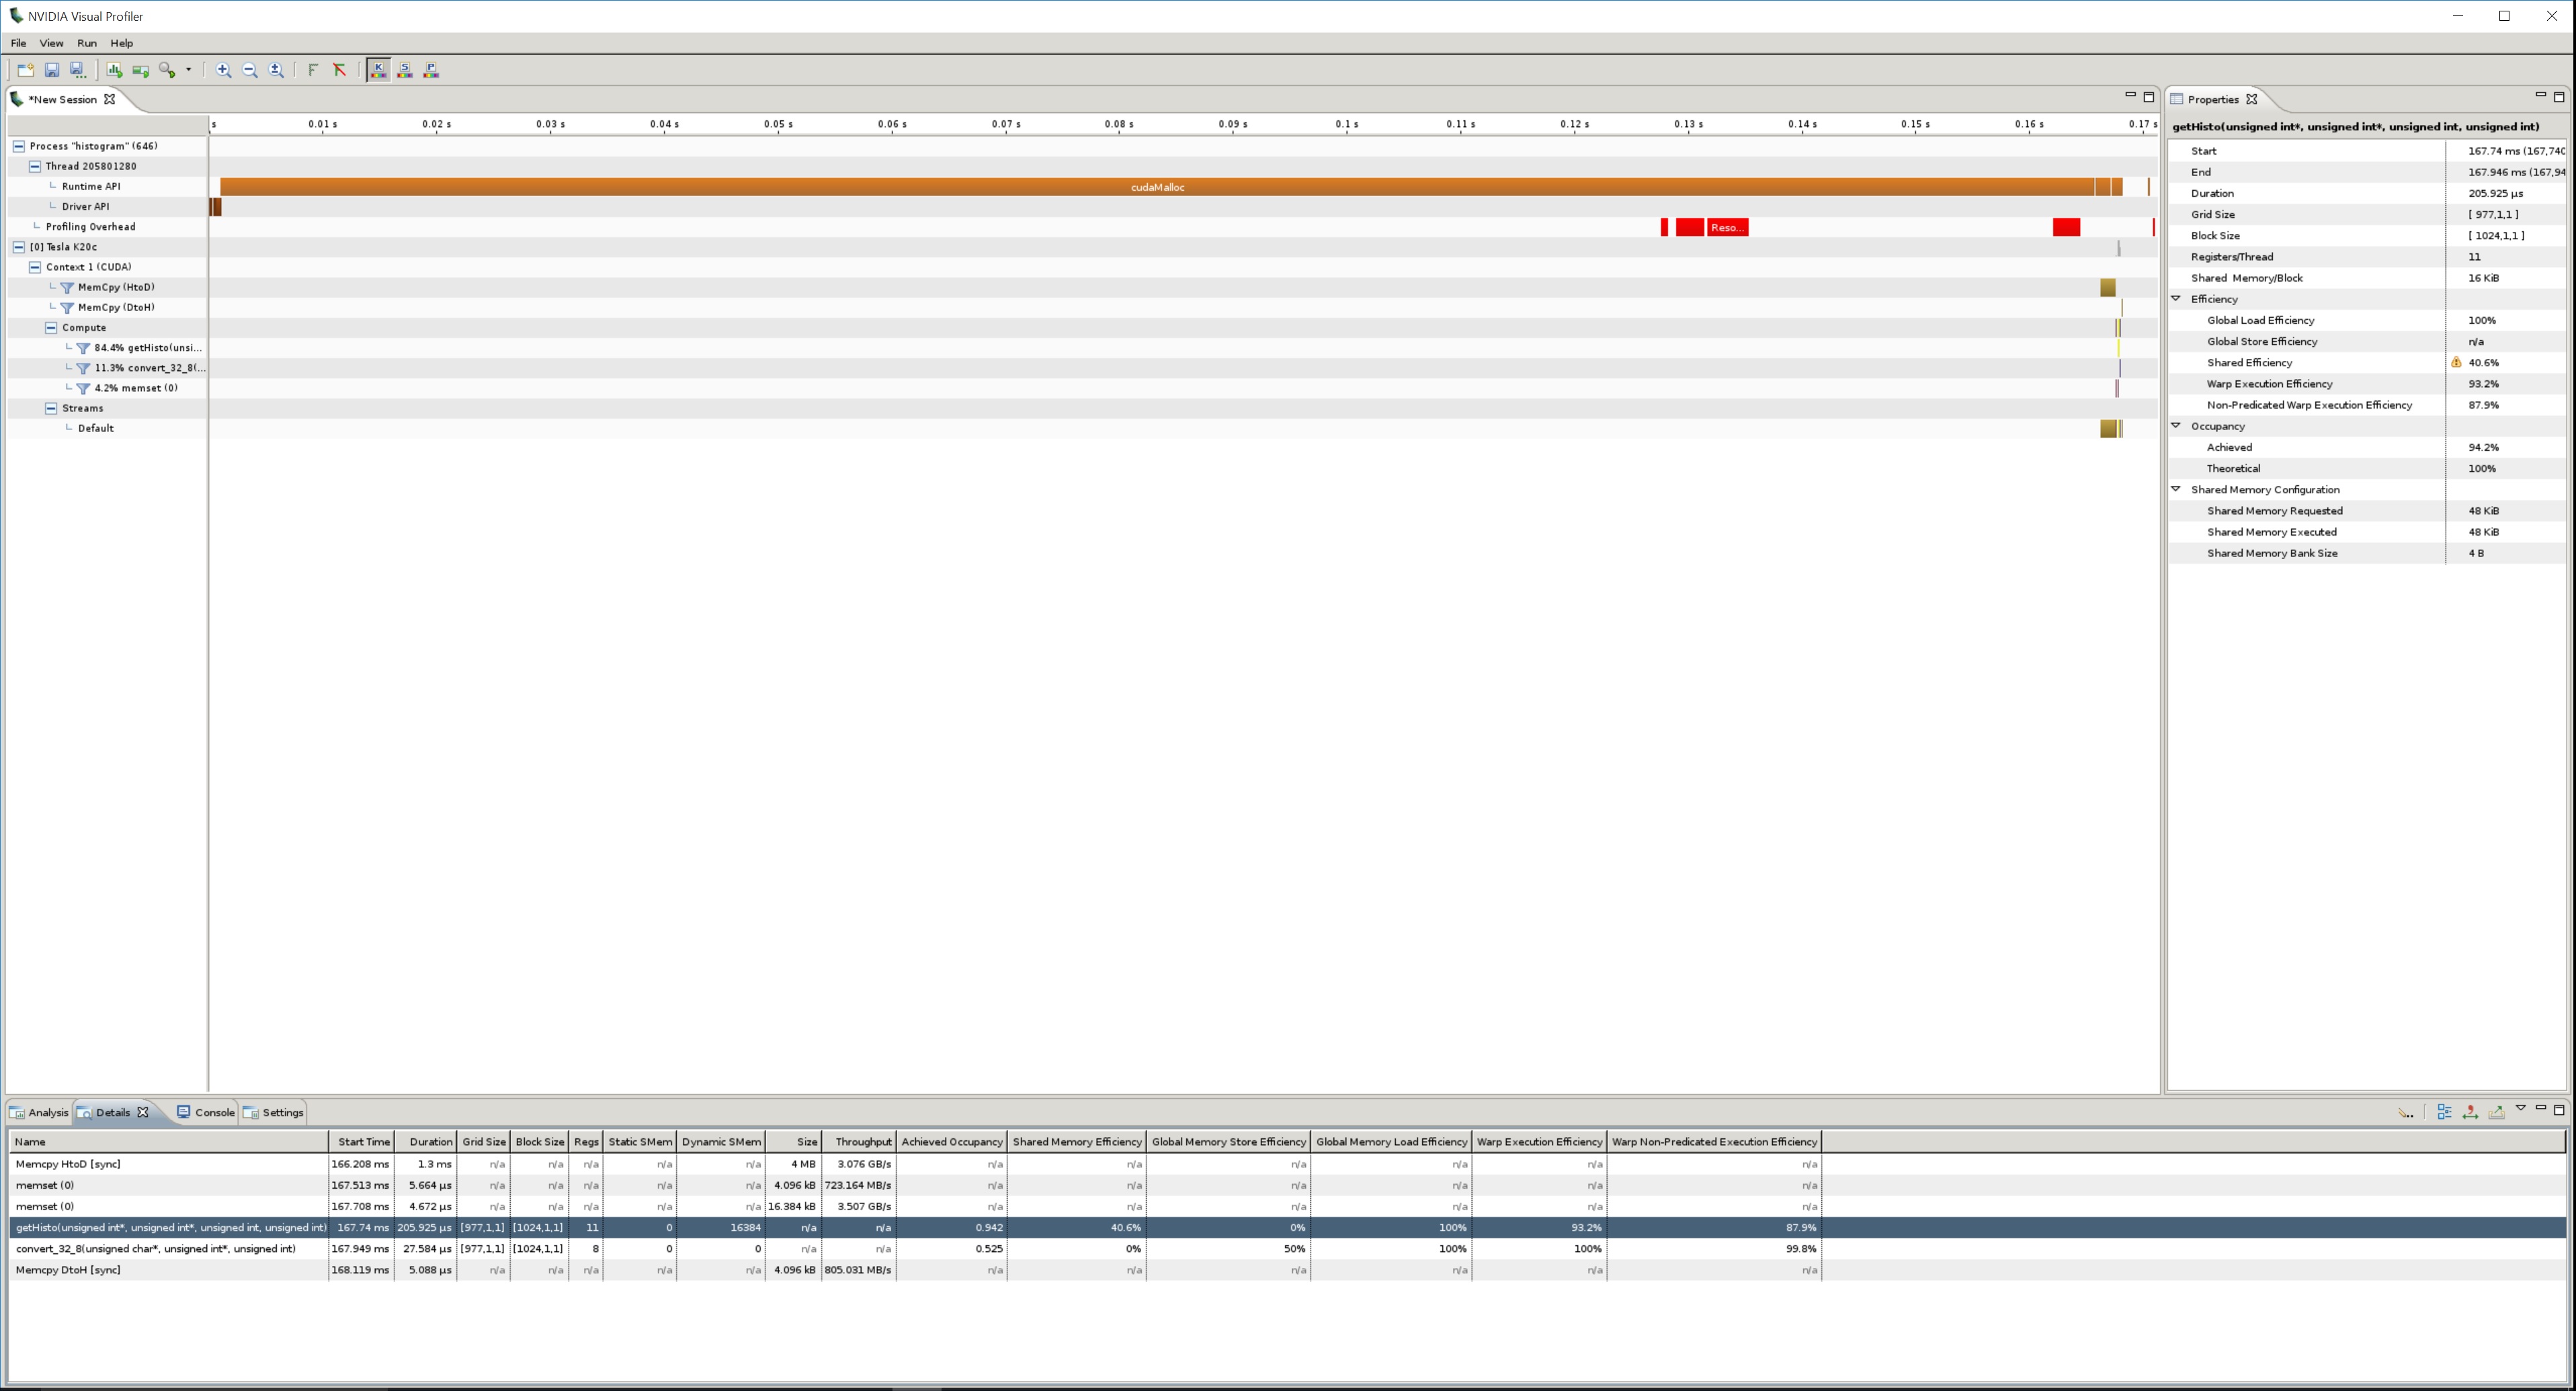 NVIDIA Visual Profiler
File View Run Help
*New Session
s 0.01 s 0.02 s 0.03 s 0.04 s 0.05 s 0.06 s 0.07 s 0.08 s 0.09 s 0.1 s 0.11 s 0.12 s 0.13 s 0.14 s 0.15 s 0.16 s 0.17 s
Process "histogram" (646)
Thread 205801280
Runtime API cudaMalloc
Driver API
Profiling Overhead Reso...
[0] Tesla K20c
Context 1 (CUDA)
MemCpy (HtoD)
MemCpy (DtoH)
Compute
84.4% getHisto(unsi...
11.3% convert_32_8(...
4.2% memset (0)
Streams
Default
Properties
getHisto(unsigned int*, unsigned int*, unsigned int, unsigned int)
Start 167.74 ms (167,740
End 167.946 ms (167,94
Duration 205.925 µs
Grid Size [ 977,1,1 ]
Block Size [ 1024,1,1 ]
Registers/Thread 11
Shared Memory/Block 16 KiB
Efficiency
Global Load Efficiency 100%
Global Store Efficiency n/a
Shared Efficiency 40.6%
Warp Execution Efficiency 93.2%
Non-Predicated Warp Execution Efficiency 87.9%
Occupancy
Achieved 94.2%
Theoretical 100%
Shared Memory Configuration
Shared Memory Requested 48 KiB
Shared Memory Executed 48 KiB
Shared Memory Bank Size 4 B
Analysis Details Console Settings
Name Start Time Duration Grid Size Block Size Regs Static SMem Dynamic SMem Size Throughput Achieved Occupancy Shared Memory Efficiency Global Memory Store Efficiency Global Memory Load Efficiency Warp Execution Efficiency Warp Non-Predicated Execution Efficiency
Memcpy HtoD [sync] 166.208 ms 1.3 ms n/a n/a n/a n/a n/a 4 MB 3.076 GB/s n/a n/a n/a n/a n/a n/a
memset (0) 167.513 ms 5.664 µs n/a n/a n/a n/a n/a 4.096 kB 723.164 MB/s n/a n/a n/a n/a n/a n/a
memset (0) 167.708 ms 4.672 µs n/a n/a n/a n/a n/a 16.384 kB 3.507 GB/s n/a n/a n/a n/a n/a n/a
getHisto(unsigned int*, unsigned int*, unsigned int, unsigned int) 167.74 ms 205.925 µs [977,1,1] [1024,1,1] 11 0 16384 n/a n/a 0.942 40.6% 0% 100% 93.2% 87.9%
convert_32_8(unsigned char*, unsigned int*, unsigned int) 167.949 ms 27.584 µs [977,1,1] [1024,1,1] 8 0 0 n/a n/a 0.525 0% 50% 100% 100% 99.8%
Memcpy DtoH [sync] 168.119 ms 5.088 µs n/a n/a n/a n/a n/a 4.096 kB 805.031 MB/s n/a n/a n/a n/a n/a n/a